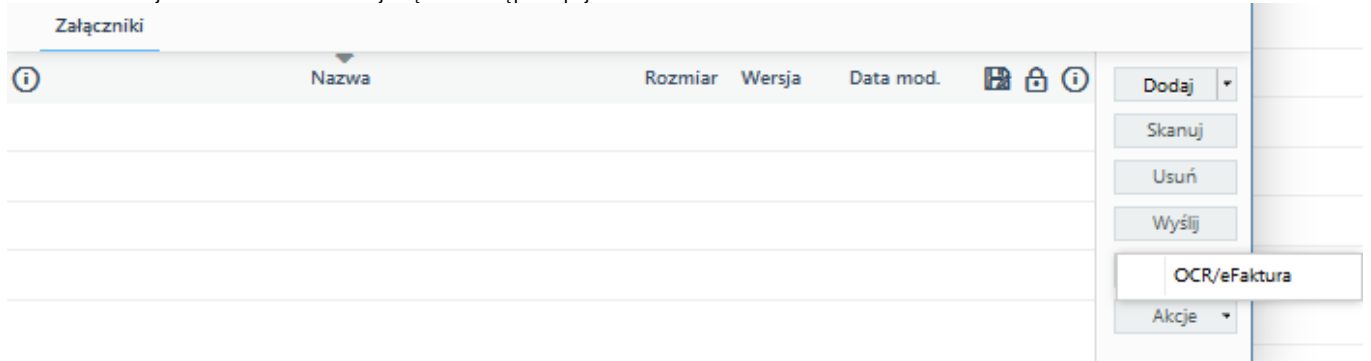 Załączniki
Nazwa Rozmiar Wersja Data mod.
Dodaj
Skanuj
Usuń
Wyślij
OCR/eFaktura
Akcje